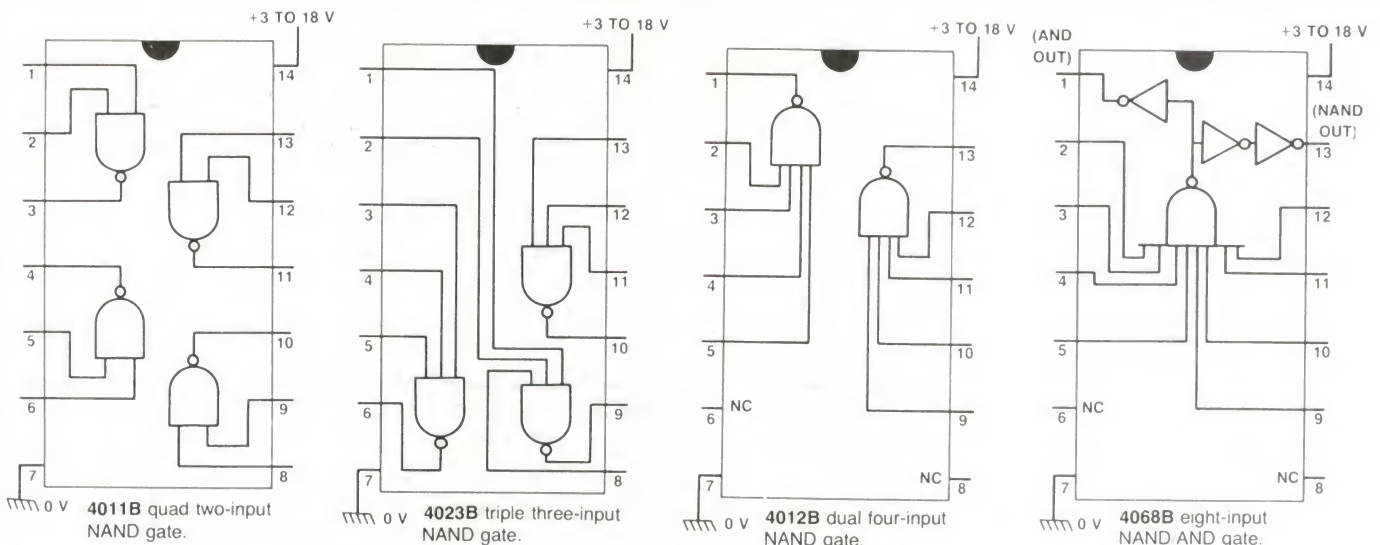 +3 TO 18 V
1
14
2
13
3
12
4
11
5
10
6
9
7
8
0 V
4011B quad two-input
NAND gate.
+3 TO 18 V
1
14
2
13
3
12
4
11
5
10
6
9
7
8
0 V
4023B triple three-input
NAND gate.
+3 TO 18 V
1
14
2
13
3
12
4
11
5
10
6
NC
9
7
NC
8
0 V
4012B dual four-input
NAND gate.
(AND
OUT)
+3 TO 18 V
1
14
(NAND
OUT)
2
13
3
12
4
11
5
10
6
NC
9
7
NC
8
0 V
4068B eight-input
NAND/AND gate.